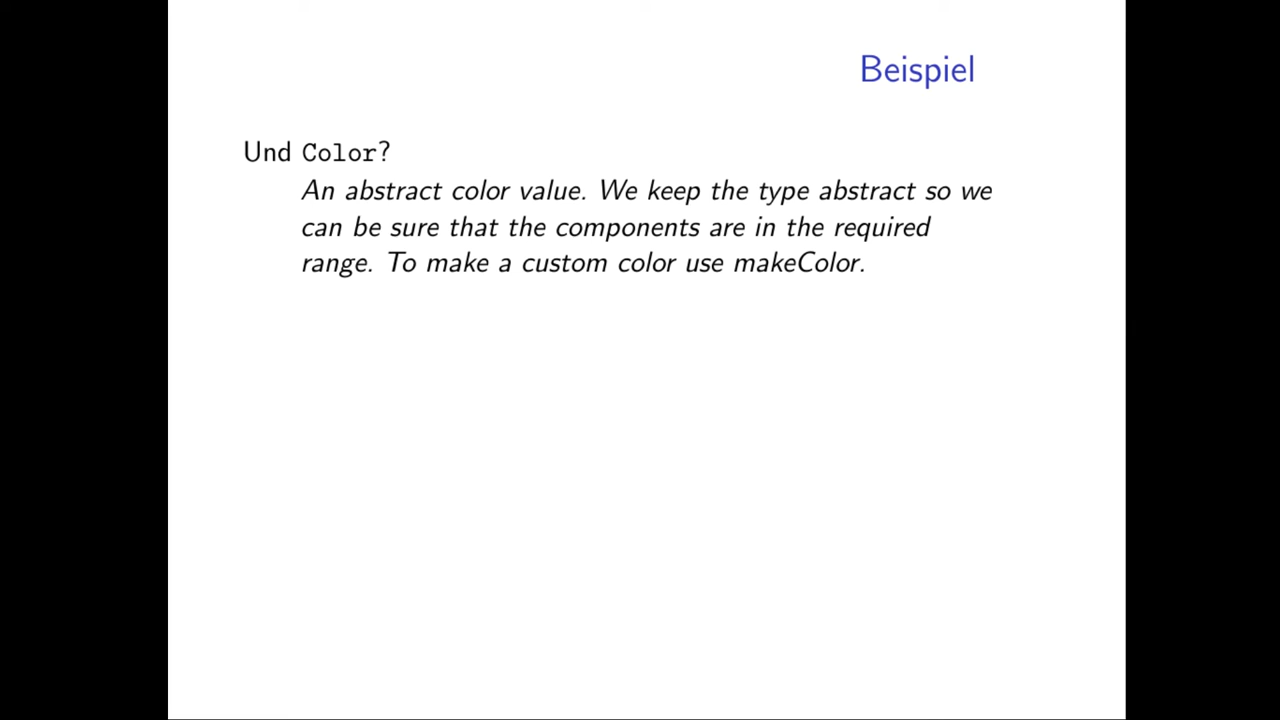 Beispiel
Und Color?
An abstract color value. We keep the type abstract so we
can be sure that the components are in the required
range. To make a custom color use makeColor.